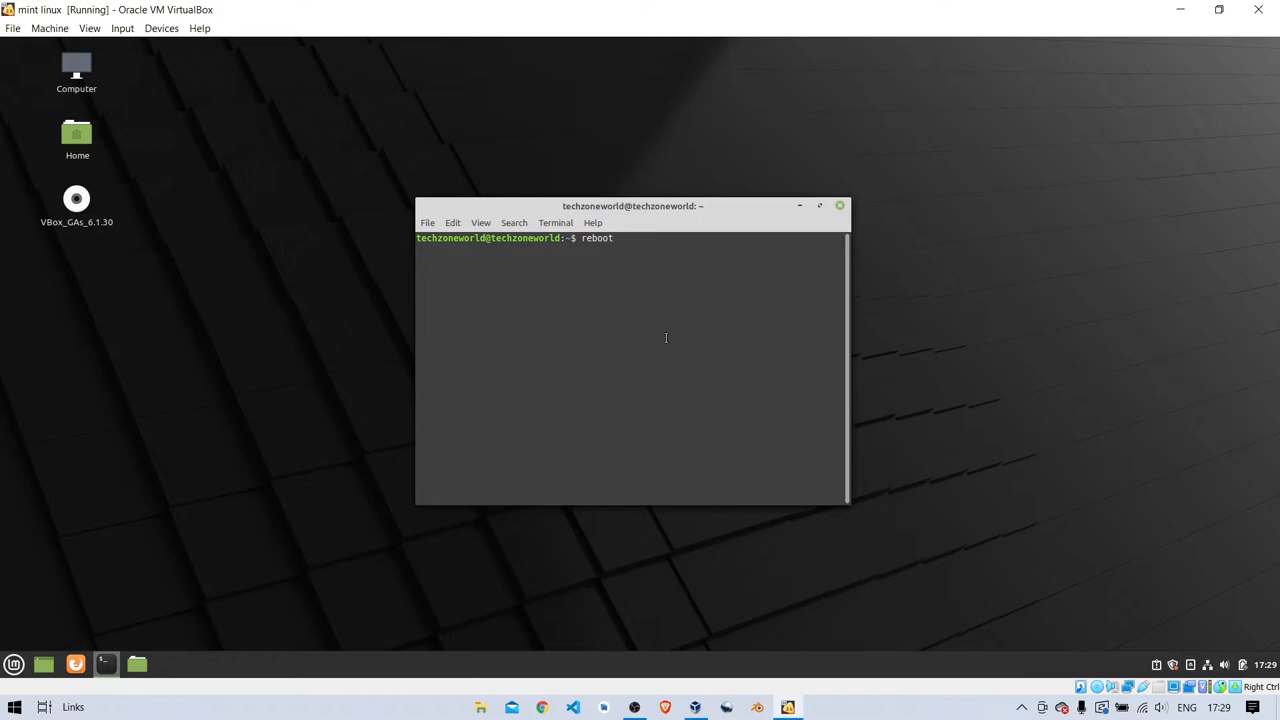 mint linux [Running] - Oracle VM VirtualBox
File Machine View Input Devices Help
Computer
Home
VBox_GAs_6.1.30
techzoneworld@techzoneworld: ~
File Edit View Search Terminal Help
techzoneworld@techzoneworld:~$ reboot
17:29
Right Ctrl
Links
ENG 17:29